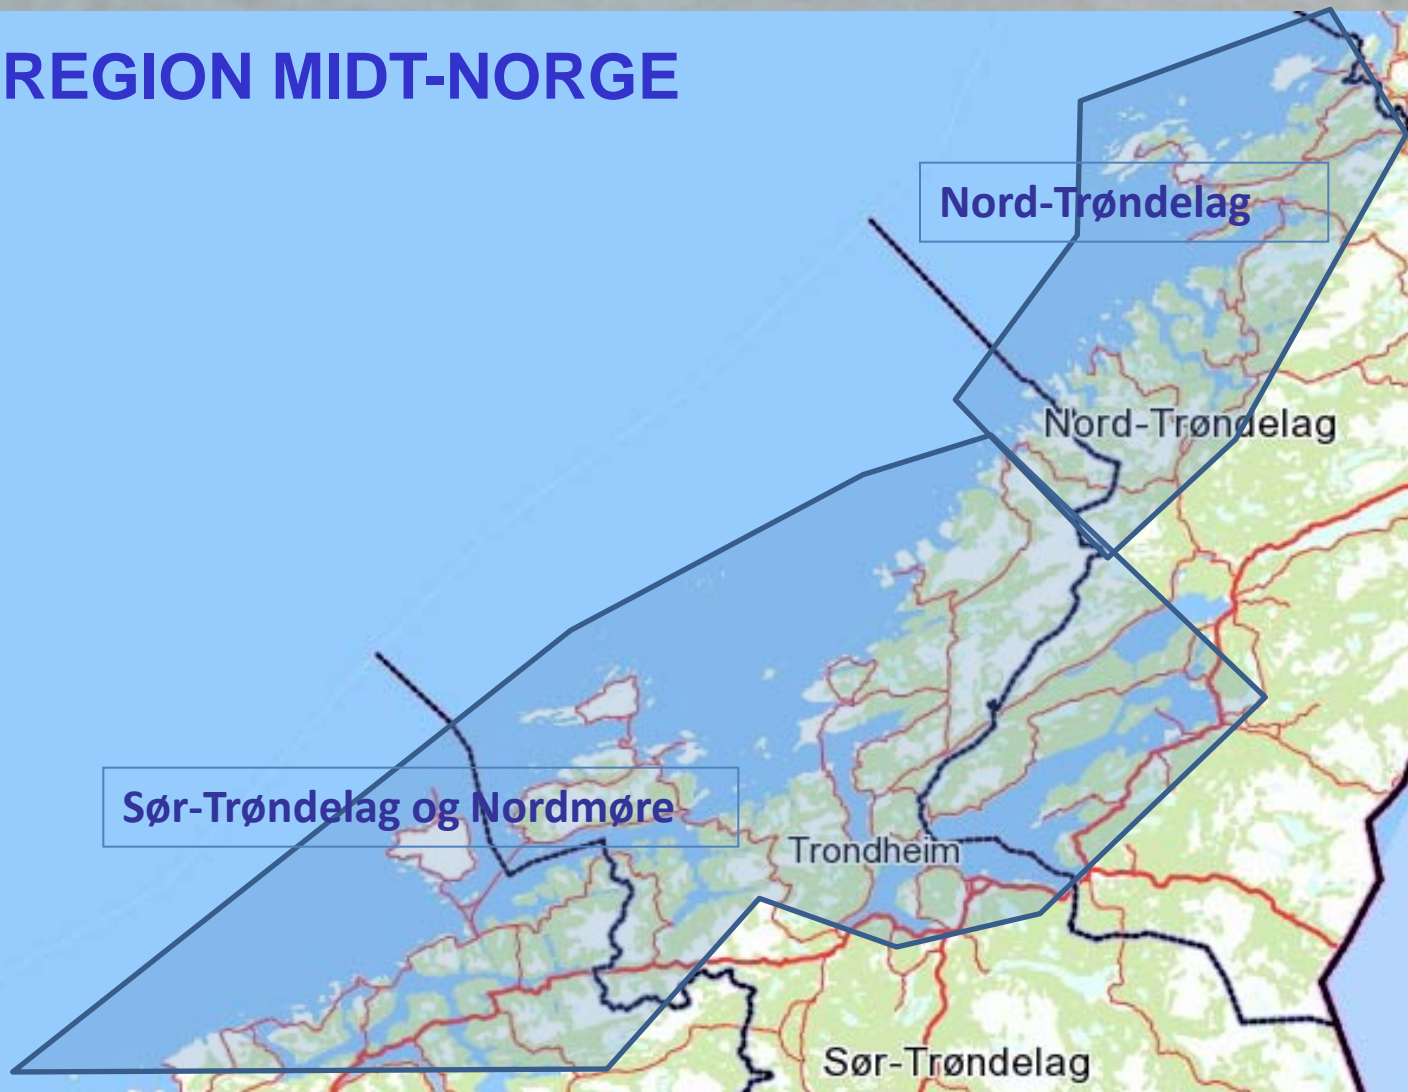 REGION MIDT-NORGE
Nord-Trøndelag
Nord-Trøndelag
Sør-Trøndelag og Nordmøre
Trondheim
Sør-Trøndelag